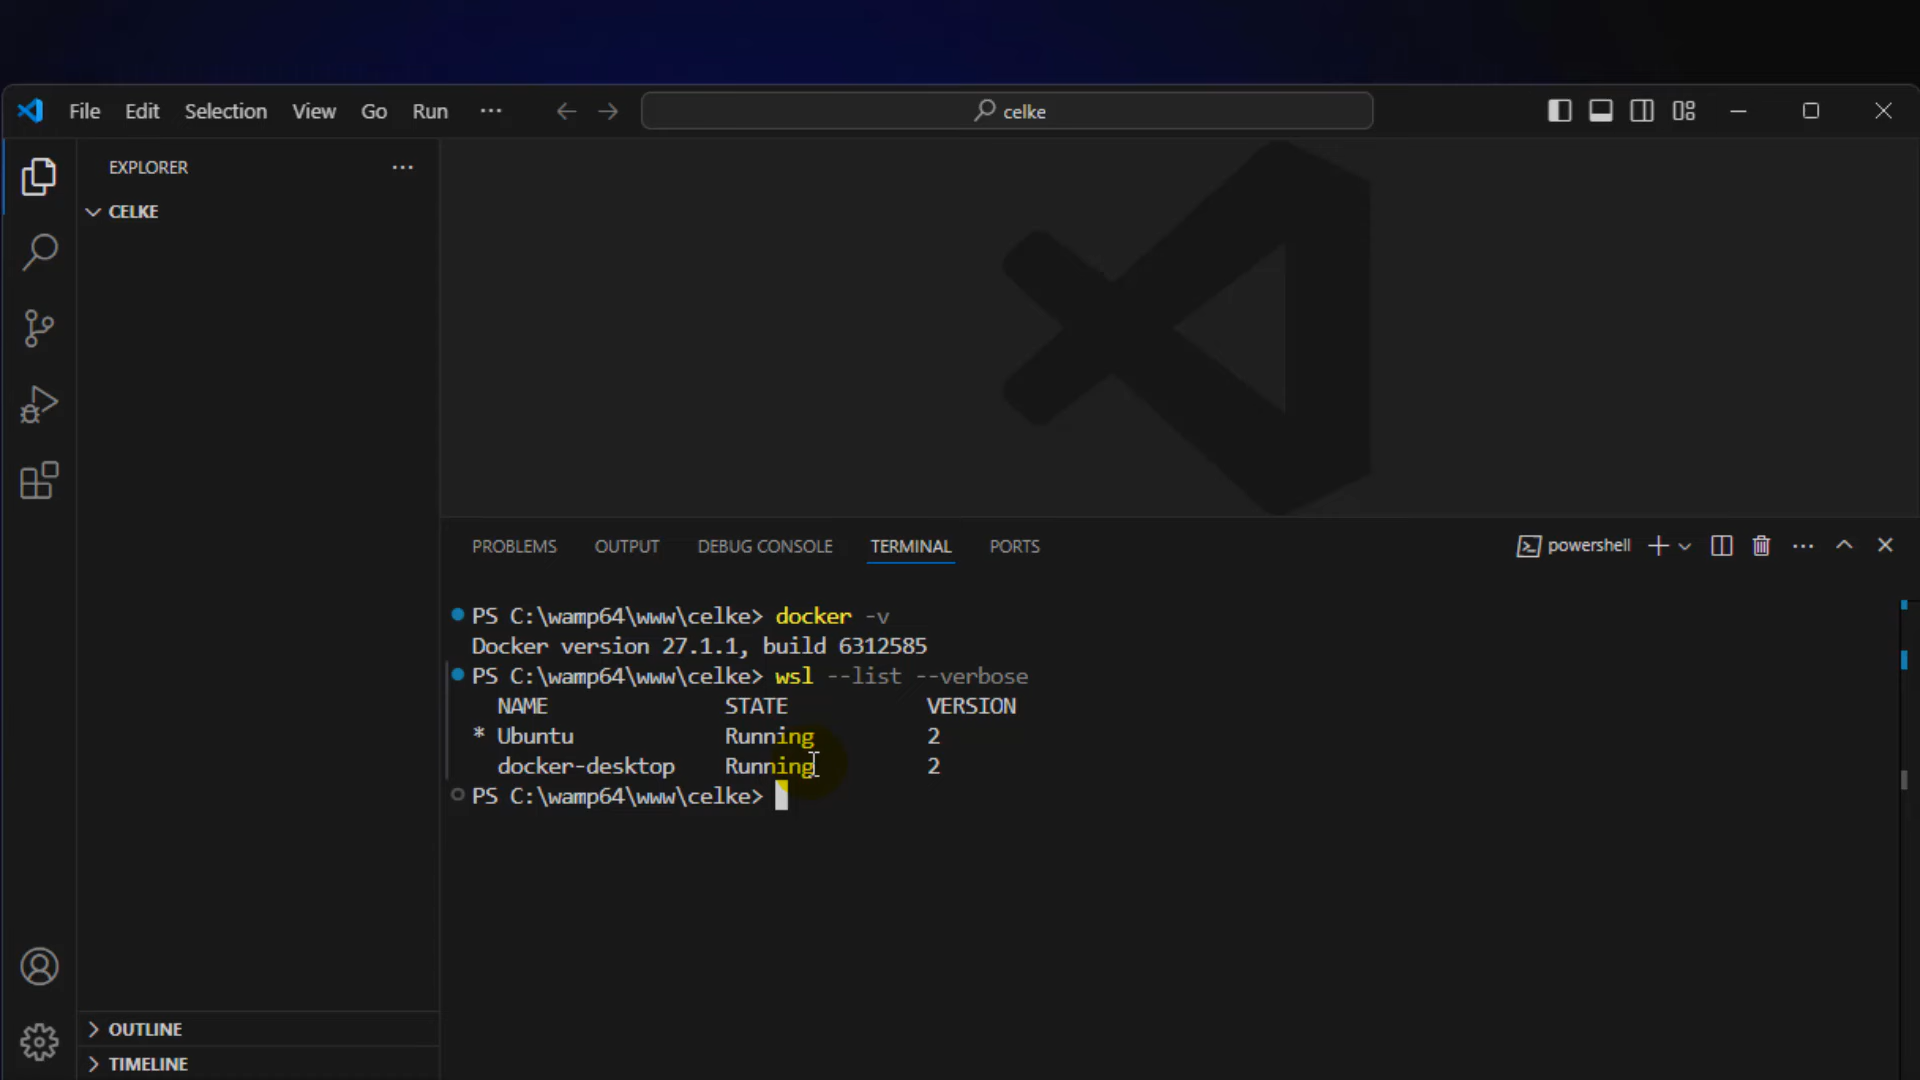 File Edit Selection View Go Run ···
celke
EXPLORER ···
CELKE
PROBLEMS OUTPUT DEBUG CONSOLE TERMINAL PORTS
powershell
PS C:\wamp64\www\celke> docker -v
Docker version 27.1.1, build 6312585
PS C:\wamp64\www\celke> wsl --list --verbose
NAME STATE VERSION
* Ubuntu Running 2
docker-desktop Running 2
PS C:\wamp64\www\celke>
OUTLINE
TIMELINE